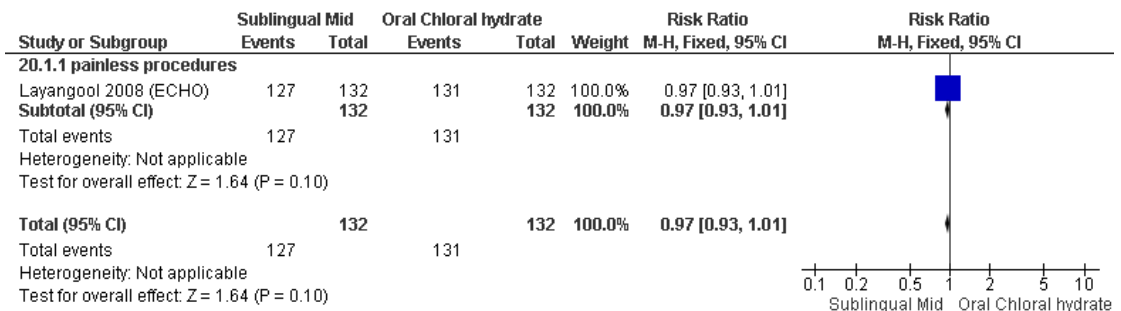 Sublingual Mid Oral Chloral hydrate Risk Ratio Risk Ratio
Study or Subgroup Events Total Events Total Weight M-H, Fixed, 95% CI M-H, Fixed, 95% CI
20.1.1 painless procedures
Layangool 2008 (ECHO) 127 132 131 132 100.0% 0.97 [0.93, 1.01]
Subtotal (95% CI) 132 132 100.0% 0.97 [0.93, 1.01]
Total events 127 131
Heterogeneity: Not applicable
Test for overall effect: Z = 1.64 (P = 0.10)
Total (95% CI) 132 132 100.0% 0.97 [0.93, 1.01]
Total events 127 131
Heterogeneity: Not applicable
Test for overall effect: Z = 1.64 (P = 0.10)
0.1 0.2 0.5 1 2 5 10
Sublingual Mid Oral Chloral hydrate